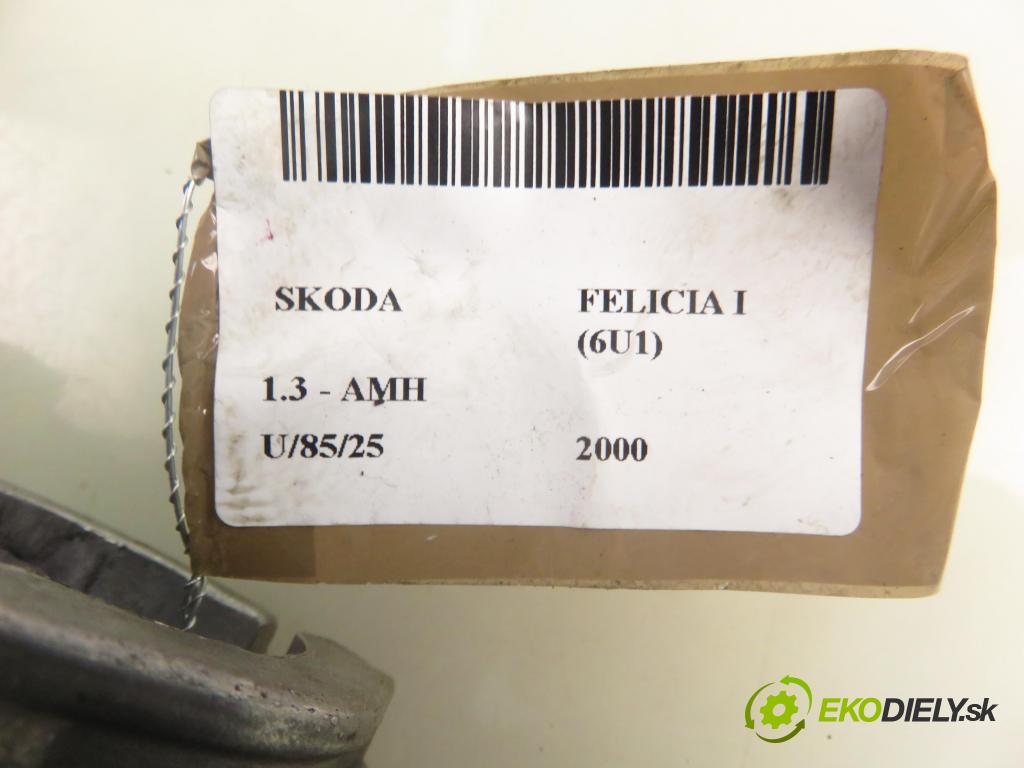 SKODA FELICIA I
(6U1)
1.3 - AMH
U/85/25 2000
EKODIELY.sk